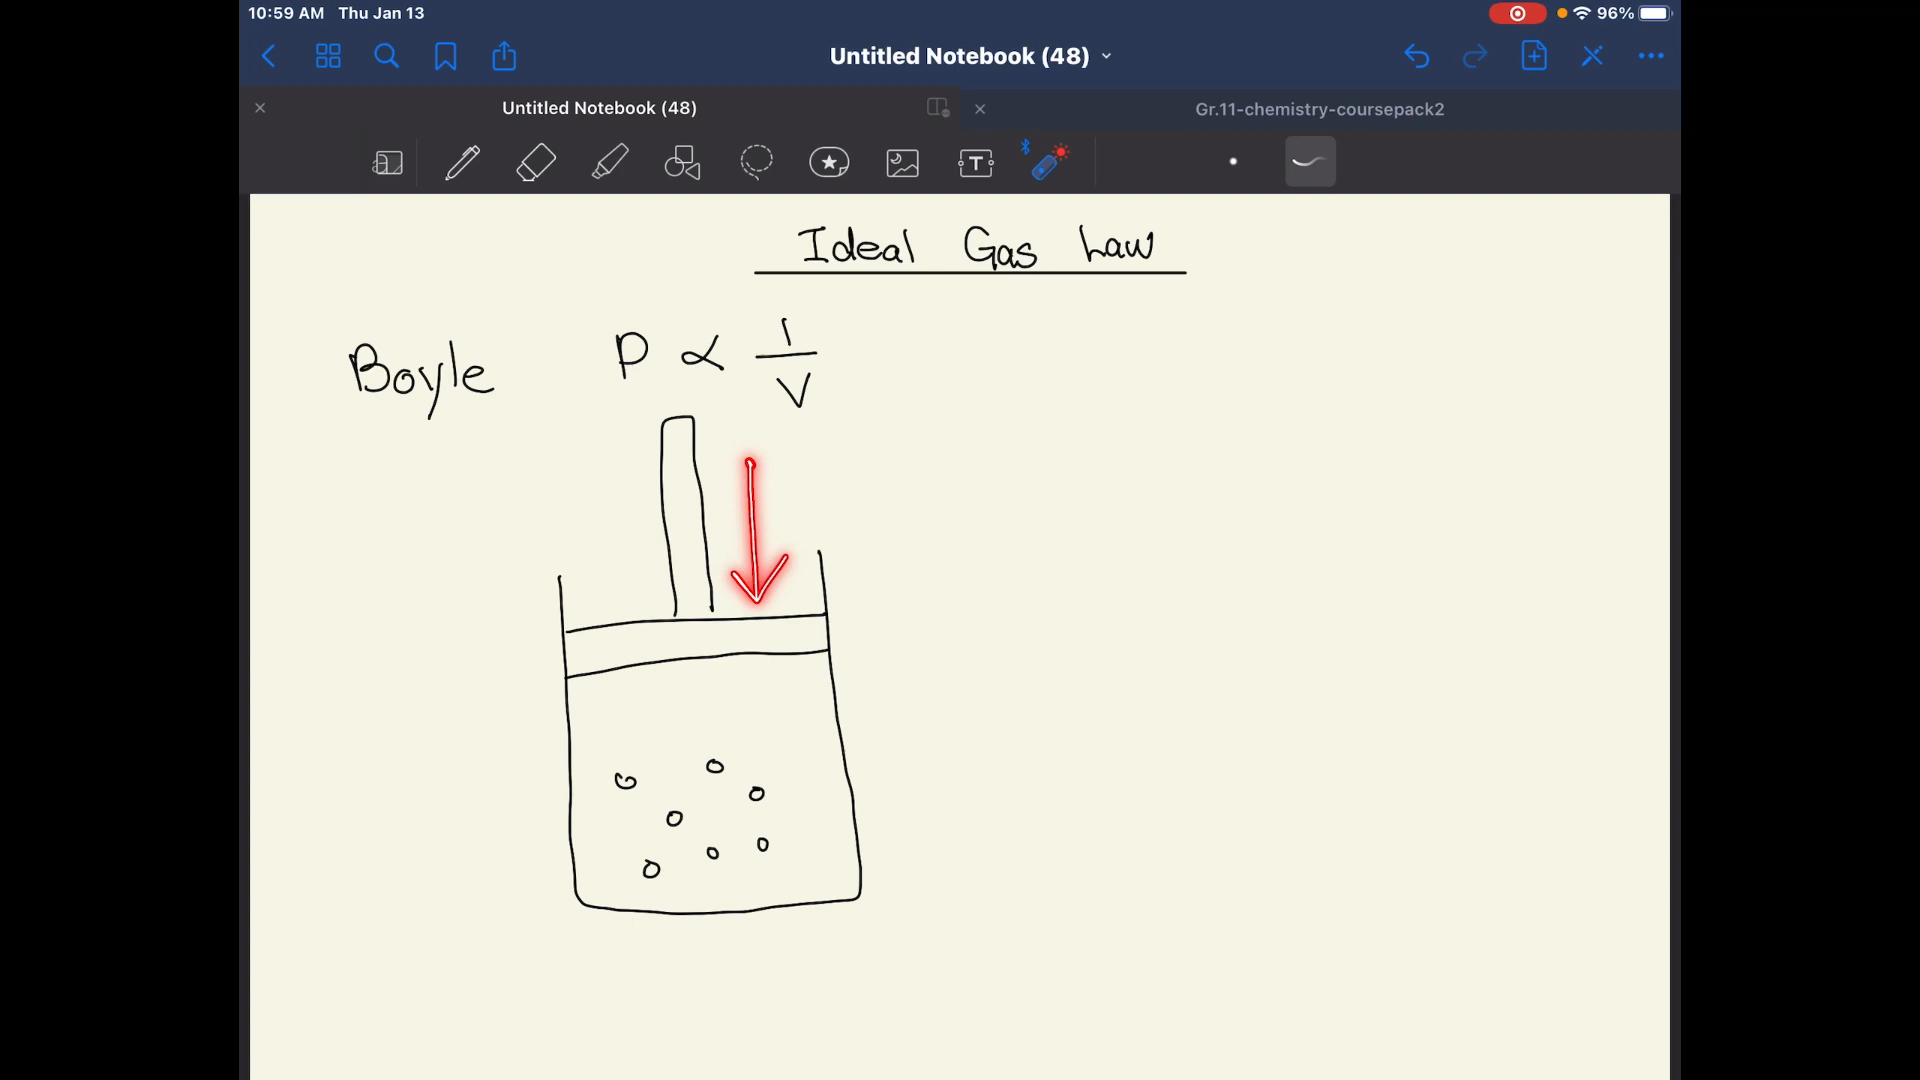 10:59 AM Thu Jan 13
96%
Untitled Notebook (48)
Untitled Notebook (48)
Gr.11-chemistry-coursepack2
T
Ideal Gas Law
Boyle P ∝ 1/V